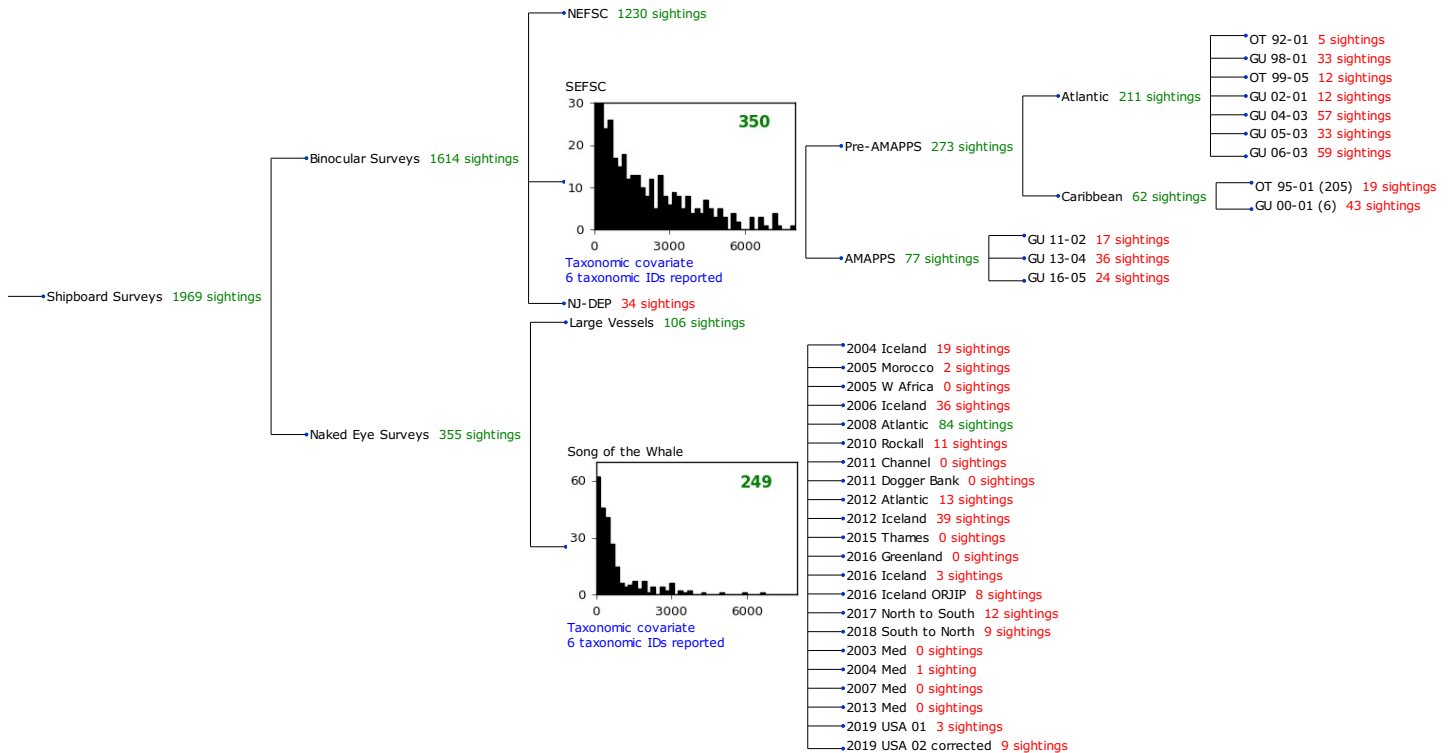 NEFSC 1230 sightings
SEFSC
30
20
10
0
0 3000 6000
350
Taxonomic covariate
6 taxonomic IDs reported
NJ-DEP 34 sightings
Shipboard Surveys 1969 sightings
Binocular Surveys 1614 sightings
Naked Eye Surveys 355 sightings
Pre-AMAPPS 273 sightings
AMAPPS 77 sightings
Atlantic 211 sightings
Caribbean 62 sightings
OT 92-01 5 sightings
GU 98-01 33 sightings
OT 99-05 12 sightings
GU 02-01 12 sightings
GU 04-03 57 sightings
GU 05-03 33 sightings
GU 06-03 59 sightings
OT 95-01 (205) 19 sightings
GU 00-01 (6) 43 sightings
GU 11-02 17 sightings
GU 13-04 36 sightings
GU 16-05 24 sightings
Large Vessels 106 sightings
Song of the Whale
60
30
0
0 3000 6000
249
Taxonomic covariate
6 taxonomic IDs reported
2004 Iceland 19 sightings
2005 Morocco 2 sightings
2005 W Africa 0 sightings
2006 Iceland 36 sightings
2008 Atlantic 84 sightings
2010 Rockall 11 sightings
2011 Channel 0 sightings
2011 Dogger Bank 0 sightings
2012 Atlantic 13 sightings
2012 Iceland 39 sightings
2015 Thames 0 sightings
2016 Greenland 0 sightings
2016 Iceland 3 sightings
2016 Iceland ORJIP 8 sightings
2017 North to South 12 sightings
2018 South to North 9 sightings
2003 Med 0 sightings
2004 Med 1 sighting
2007 Med 0 sightings
2013 Med 0 sightings
2019 USA 01 3 sightings
2019 USA 02 corrected 9 sightings